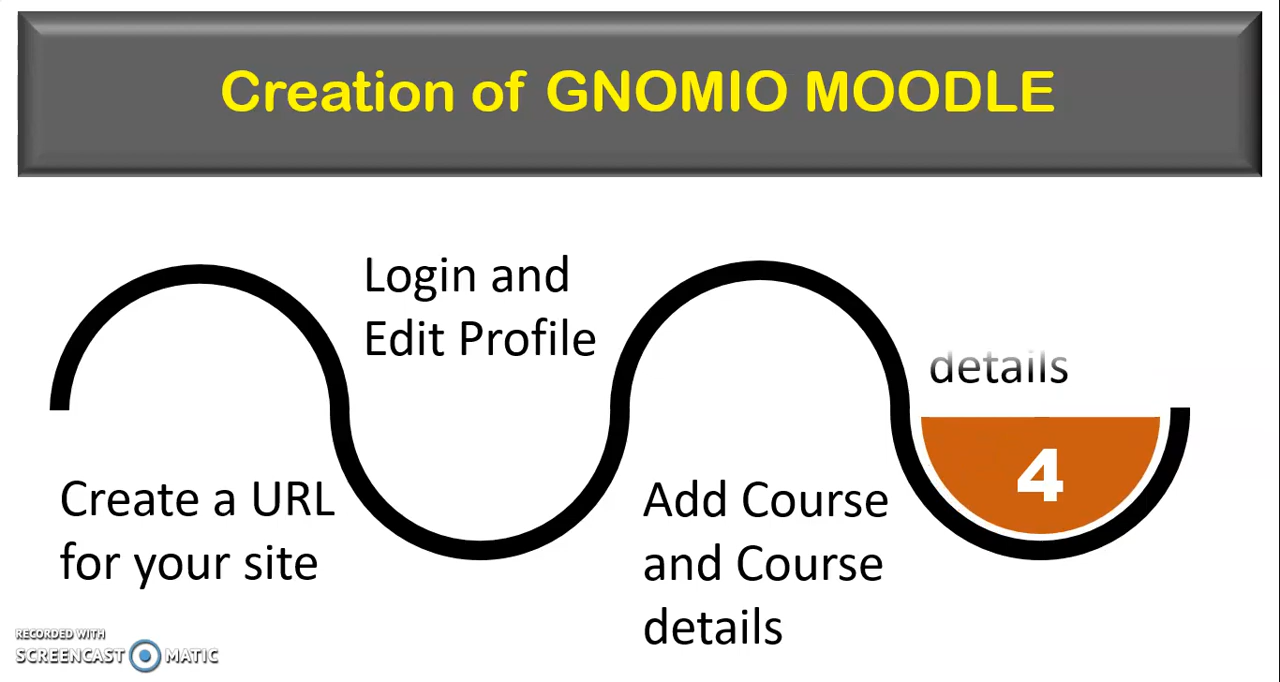 Creation of GNOMIO MOODLE
Login and
Edit Profile
details
4
Create a URL
for your site
Add Course
and Course
details
RECORDED WITH
SCREENCAST MATIC